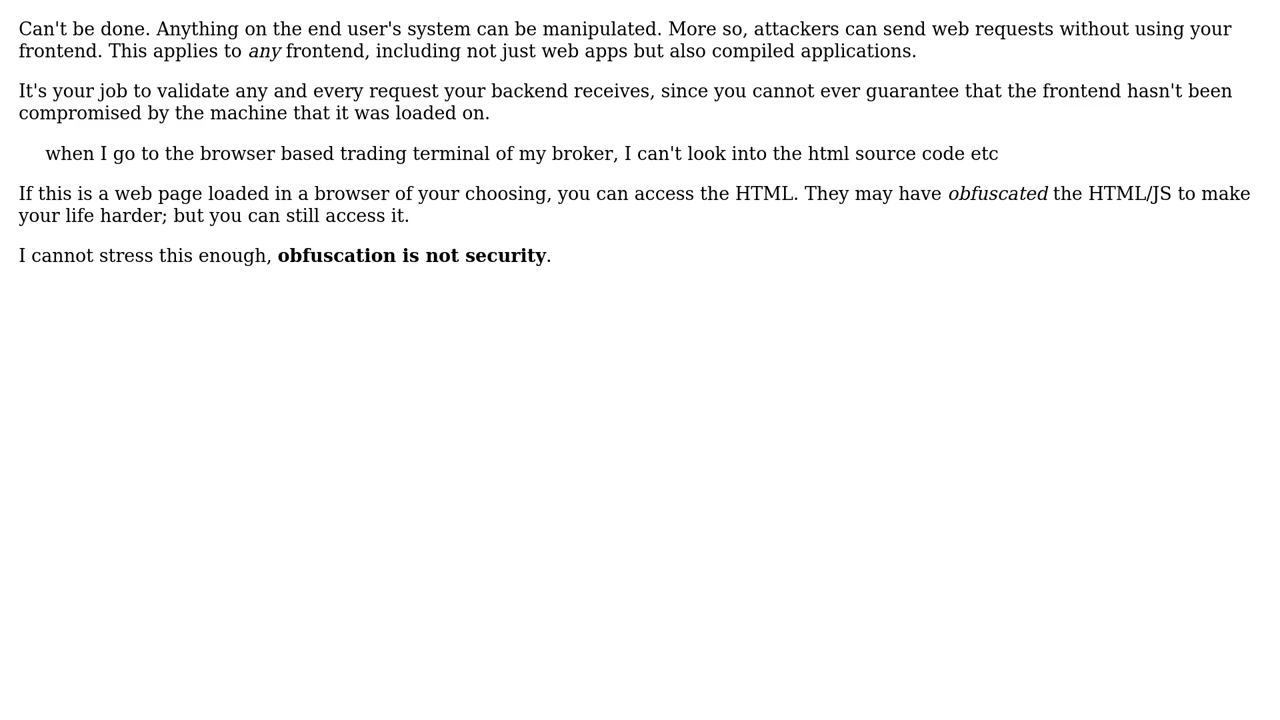 Can't be done. Anything on the end user's system can be manipulated. More so, attackers can send web requests without using your
frontend. This applies to any frontend, including not just web apps but also compiled applications.
It's your job to validate any and every request your backend receives, since you cannot ever guarantee that the frontend hasn't been
compromised by the machine that it was loaded on.
when I go to the browser based trading terminal of my broker, I can't look into the html source code etc
If this is a web page loaded in a browser of your choosing, you can access the HTML. They may have obfuscated the HTML/JS to make
your life harder; but you can still access it.
I cannot stress this enough, obfuscation is not security.